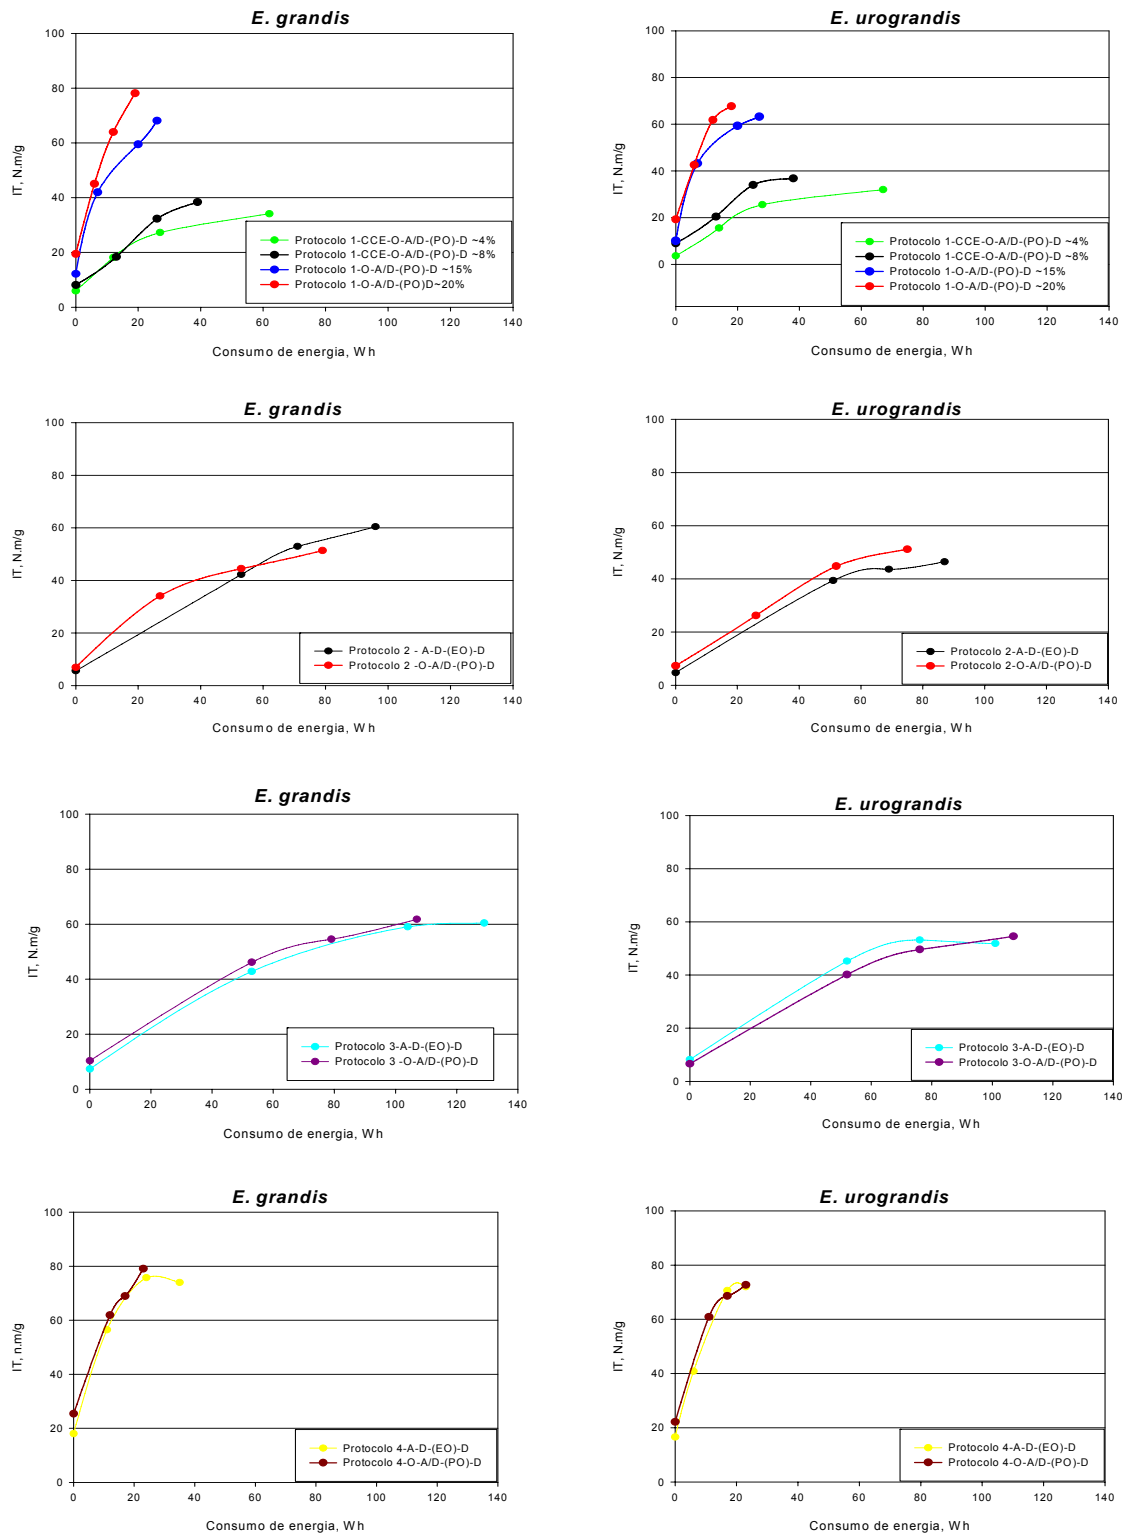 E. grandis
IT, N.m/g
100
80
60
40
20
0
0 20 40 60 80 100 120 140
Consumo de energia, Wh
Protocolo 1-CCE-O-A/D-(PO)-D ~4%
Protocolo 1-CCE-O-A/D-(PO)-D ~8%
Protocolo 1-O-A/D-(PO)-D ~15%
Protocolo 1-O-A/D-(PO)D~20%
E. urograndis
IT, N.m/g
100
80
60
40
20
0
0 20 40 60 80 100 120 140
Consumo de energia, Wh
Protocolo 1-CCE-O-A/D-(PO)-D ~4%
Protocolo 1-CCE-O-A/D-(PO)-D ~8%
Protocolo 1-O-A/D-(PO)-D ~15%
Protocolo 1-O-A/D-(PO)-D ~20%
E. grandis
IT, N.m/g
100
80
60
40
20
0
0 20 40 60 80 100 120 140
Consumo de energia, Wh
Protocolo 2 - A-D-(EO)-D
Protocolo 2 -O-A/D-(PO)-D
E. urograndis
IT, N.m/g
100
80
60
40
20
0
0 20 40 60 80 100 120 140
Consumo de energia, Wh
Protocolo 2-A-D-(EO)-D
Protocolo 2-O-A/D-(PO)-D
E. grandis
IT, N.m/g
100
80
60
40
20
0
0 20 40 60 80 100 120 140
Consumo de energia, Wh
Protocolo 3-A-D-(EO)-D
Protocolo 3 -O-A/D-(PO)-D
E. urograndis
IT, N.m/g
100
80
60
40
20
0
0 20 40 60 80 100 120 140
Consumo de energia, Wh
Protocolo 3-A-D-(EO)-D
Protocolo 3-O-A/D-(PO)-D
E. grandis
IT, n.m/g
100
80
60
40
20
0
0 20 40 60 80 100 120 140
Consumo de energia, Wh
Protocolo 4-A-D-(EO)-D
Protocolo 4-O-A/D-(PO)-D
E. urograndis
IT, N.m/g
100
80
60
40
20
0
0 20 40 60 80 100 120 140
Consumo de energia, Wh
Protocolo 4-A-D-(EO)-D
Protocolo 4-O-A/D-(PO)-D